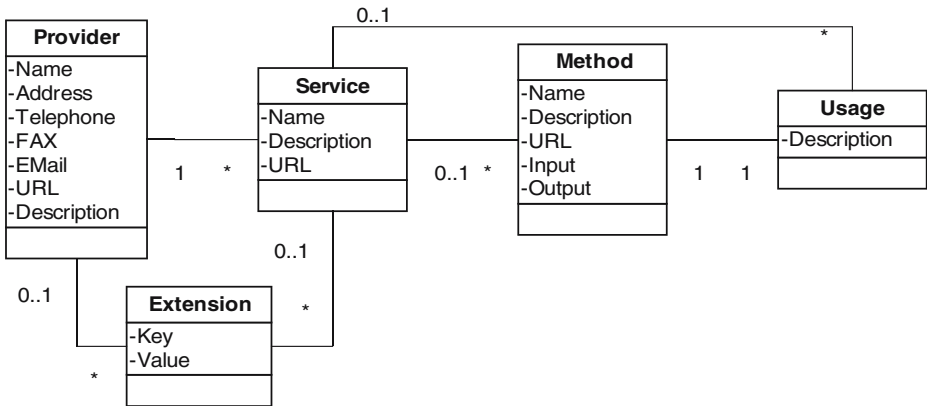 0..1
*
Provider
-Name
-Address
-Telephone
-FAX
-EMail
-URL
-Description
Service
-Name
-Description
-URL
Method
-Name
-Description
-URL
-Input
-Output
Usage
-Description
1 *
0..1 *
1 1
0..1
*
0..1
*
Extension
-Key
-Value